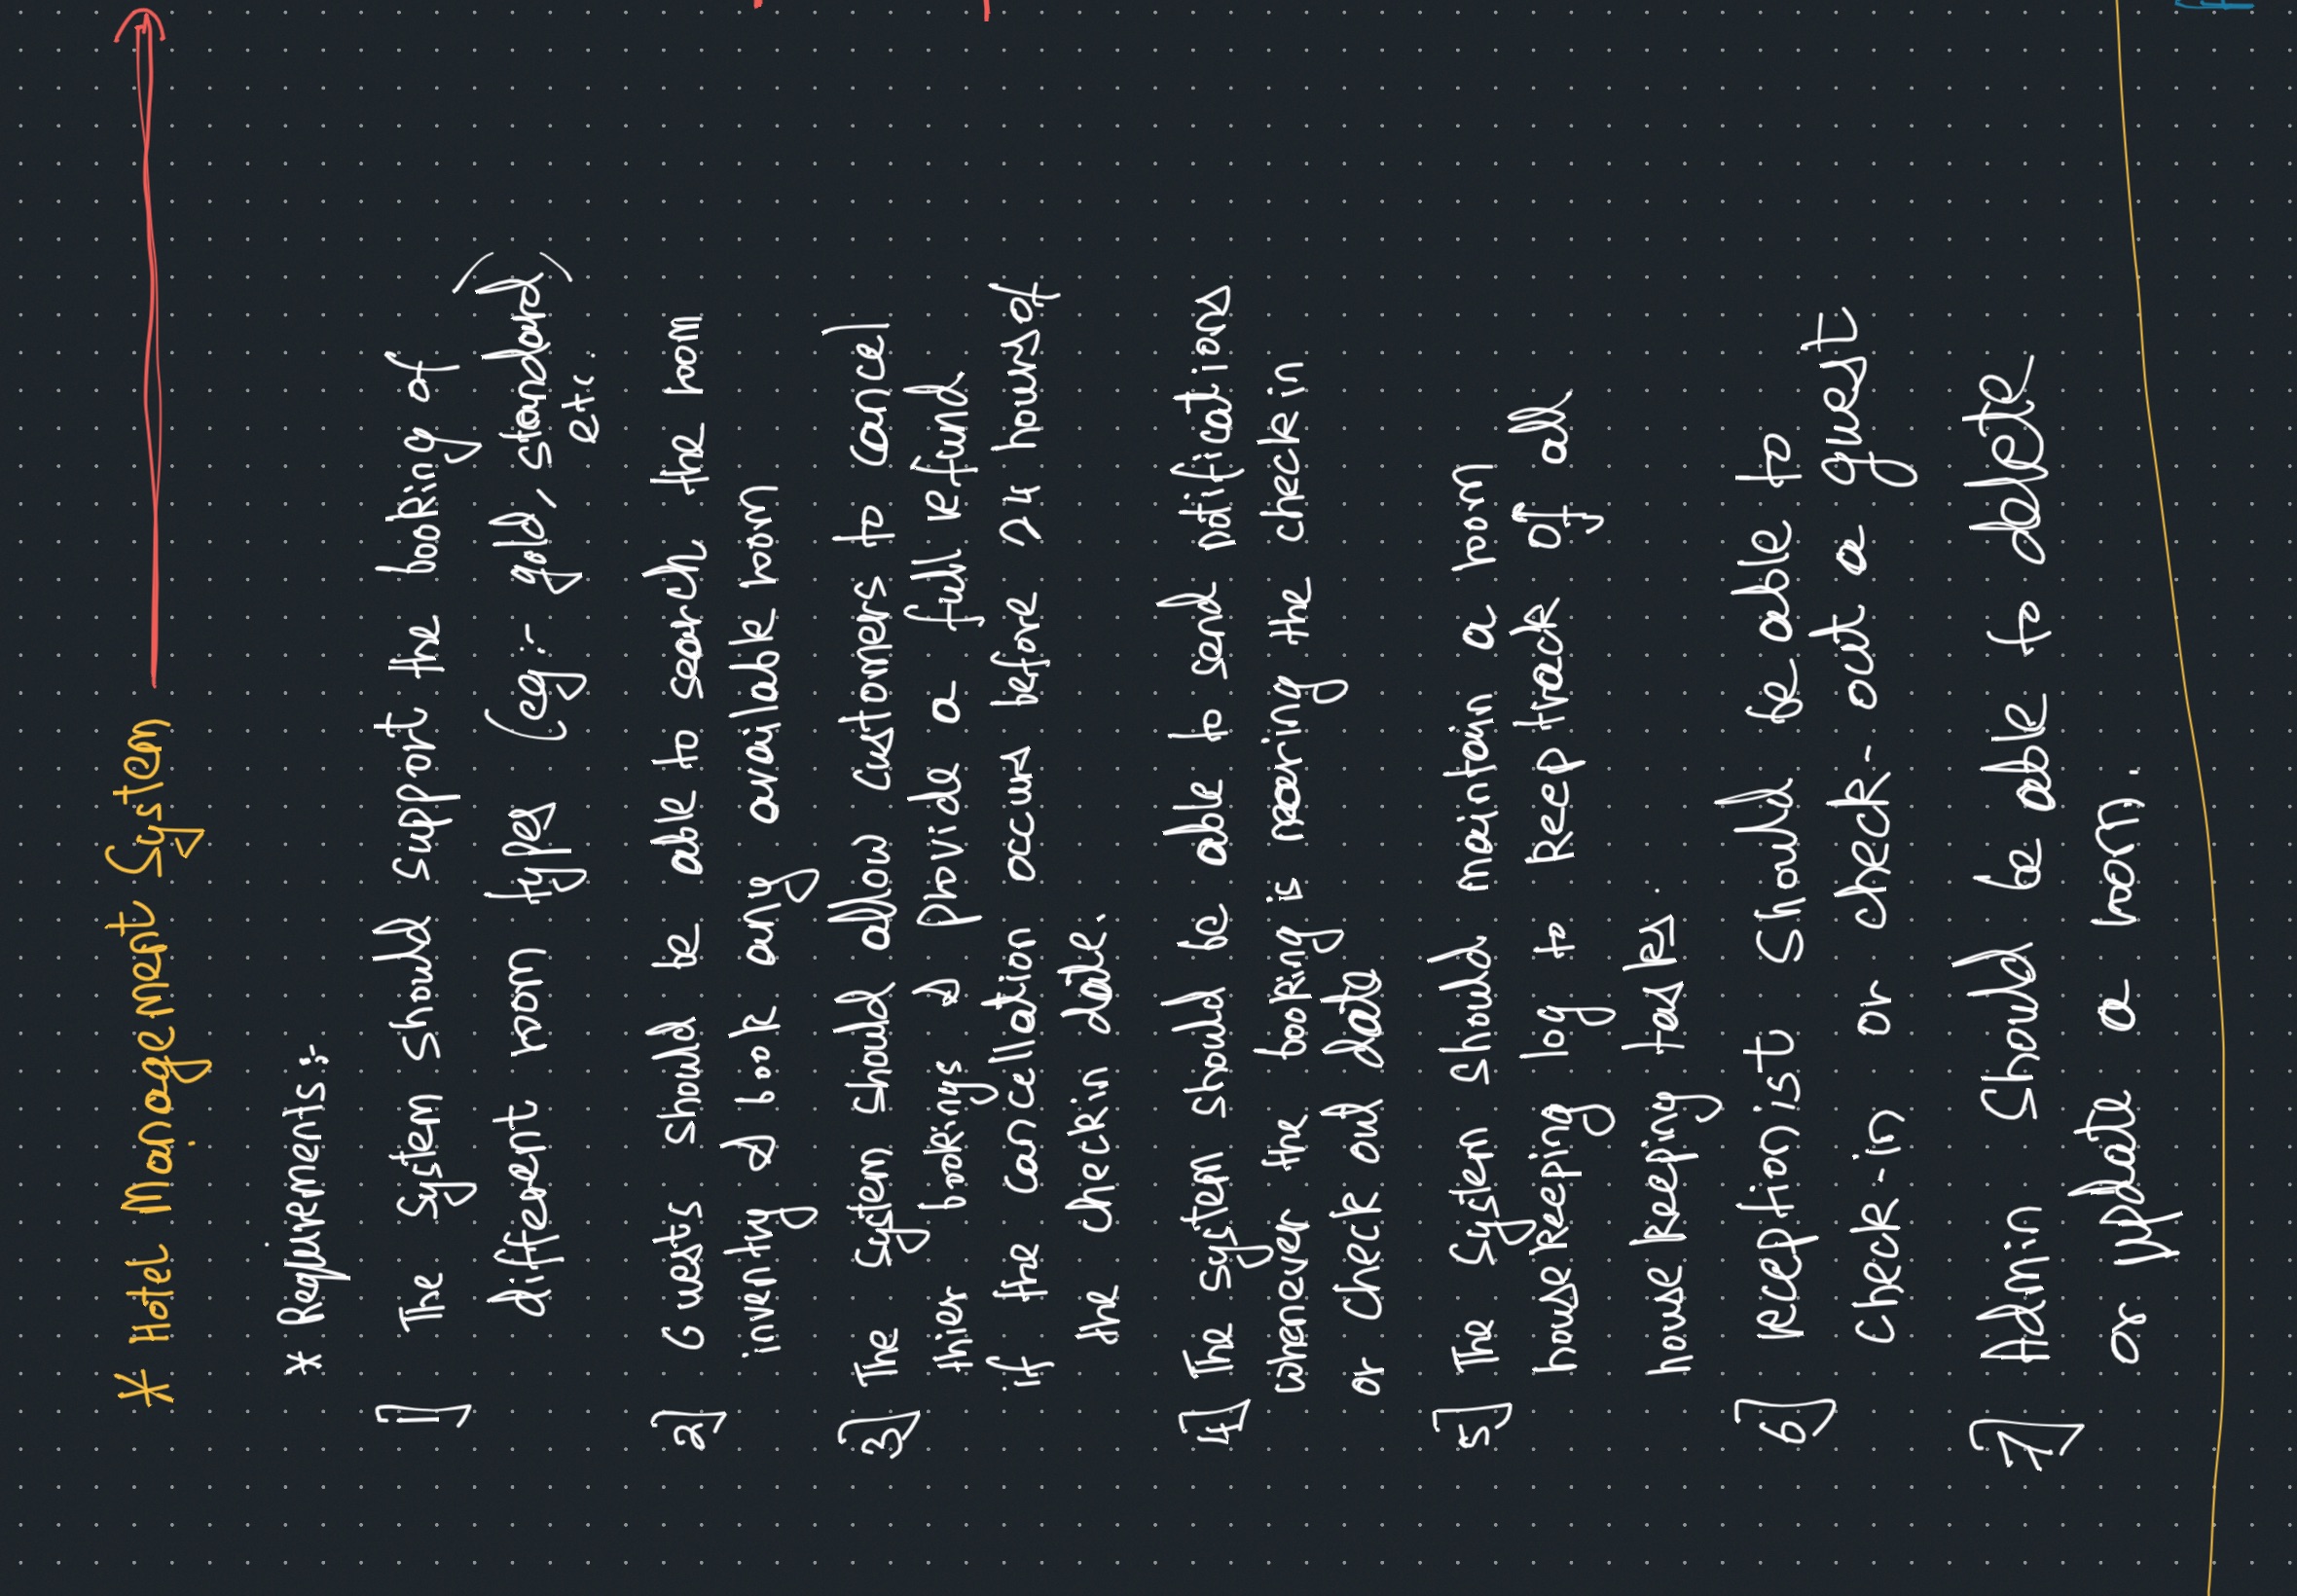 * Hotel Management System
* Requirements :-
1] The System should support the booking of
different room types (eg:- gold, standard)
etc.
2] Guests should be able to search the room
inventry & book any available room
3] The system should allow customers to cancel
thier bookings & provide a full refund
if the cancellation occurs before 24 hours of
the checkin date.
4] The system should be able to send notifications
whenever the booking is nearing the check in
or check out date
5] The System should maintain a room
house keeping log to keep track of all
house keeping tasks.
6] receptionist should be able to
check-in or check-out a guest
7] Admin should be able to delete
or update a room.